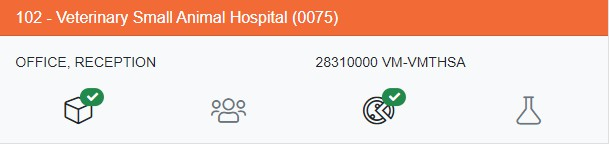 102 - Veterinary Small Animal Hospital (0075)
OFFICE, RECEPTION 28310000 VM-VMTHSA